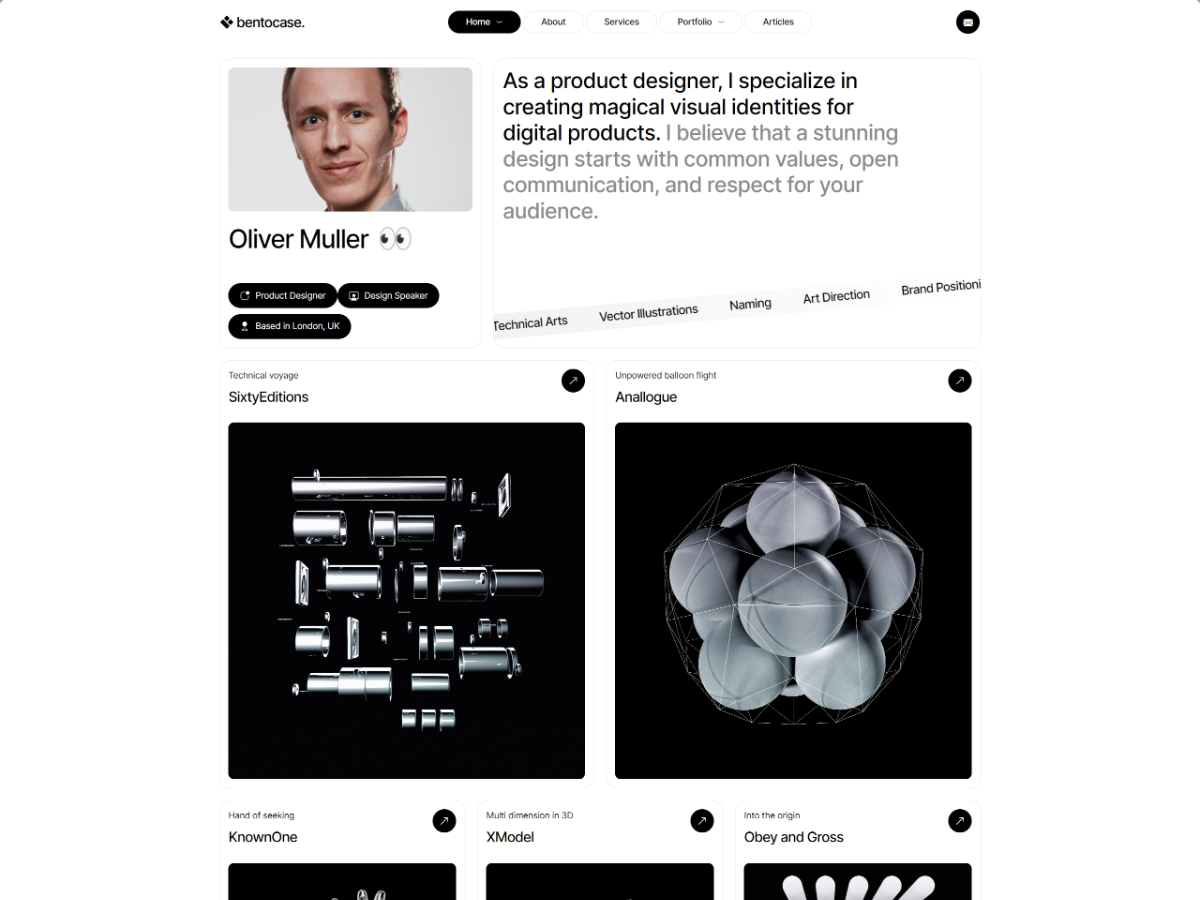 bentocase.
Home
About
Services
Portfolio
Articles
Oliver Muller 👀
Product Designer
Design Speaker
Based in London, UK
As a product designer, I specialize in
creating magical visual identities for
digital products. I believe that a stunning
design starts with common values, open
communication, and respect for your
audience.
Technical Arts
Vector Illustrations
Naming
Art Direction
Brand Positioni
Technical voyage
SixtyEditions
Unpowered balloon flight
Anallogue
Hand of seeking
KnownOne
Multi dimension in 3D
XModel
Into the origin
Obey and Gross